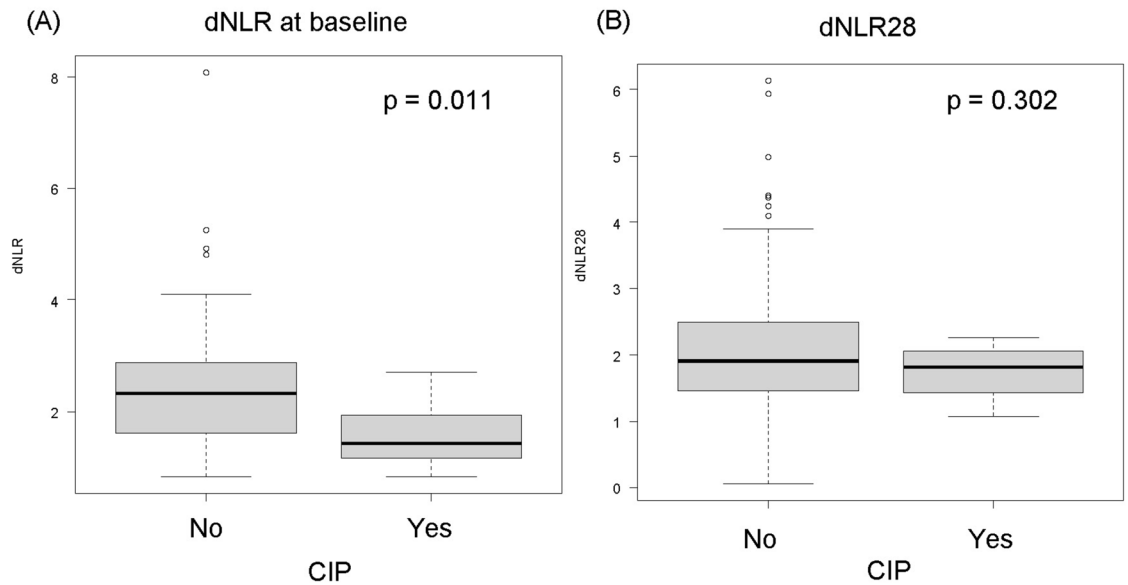 (A)
dNLR at baseline
p = 0.011
8
6
4
2
dNLR
No
Yes
CIP
(B)
dNLR28
p = 0.302
6
5
4
3
2
1
0
dNLR28
No
Yes
CIP